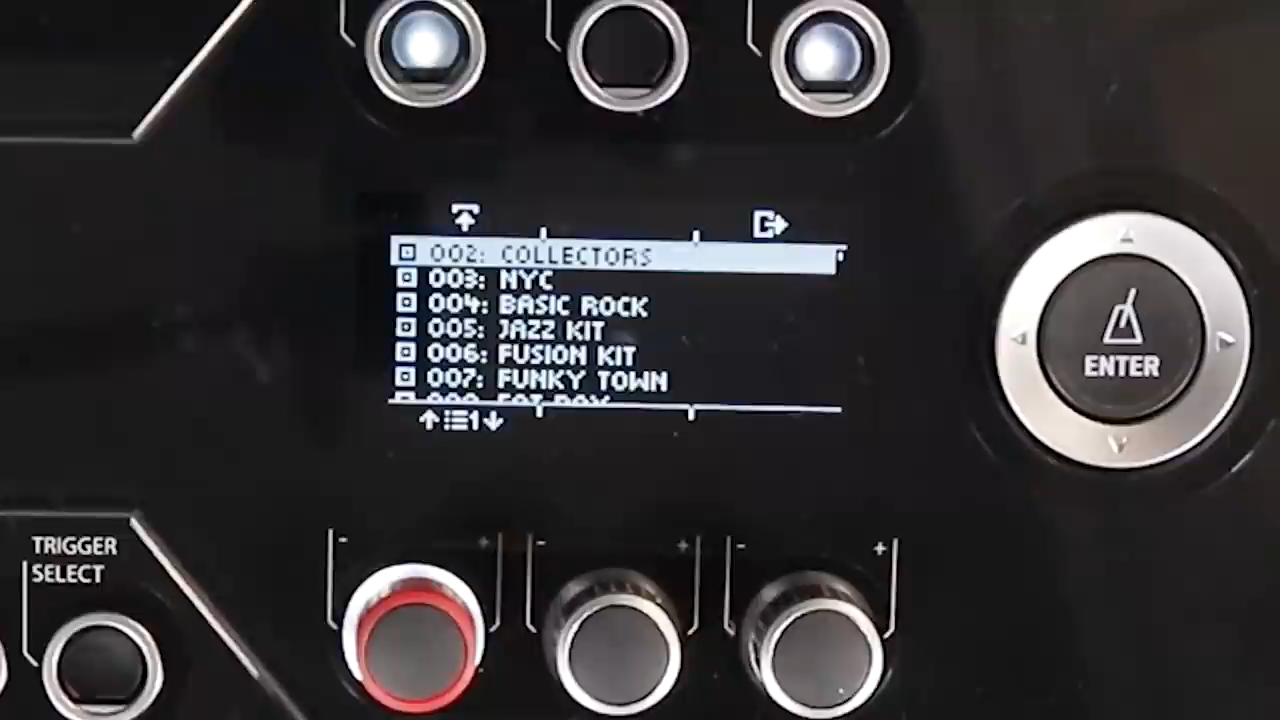 002: COLLECTORS
003: NYC
004: BASIC ROCK
005: JAZZ KIT
006: FUSION KIT
007: FUNKY TOWN
1
ENTER
TRIGGER
SELECT
- + - + - +